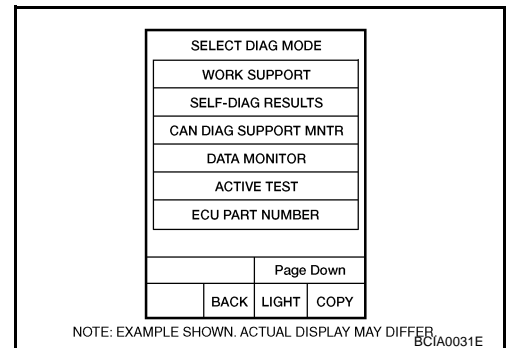 SELECT DIAG MODE
WORK SUPPORT
SELF-DIAG RESULTS
CAN DIAG SUPPORT MNTR
DATA MONITOR
ACTIVE TEST
ECU PART NUMBER
Page Down
BACK LIGHT COPY
NOTE: EXAMPLE SHOWN. ACTUAL DISPLAY MAY DIFFER.
BCIA0031E